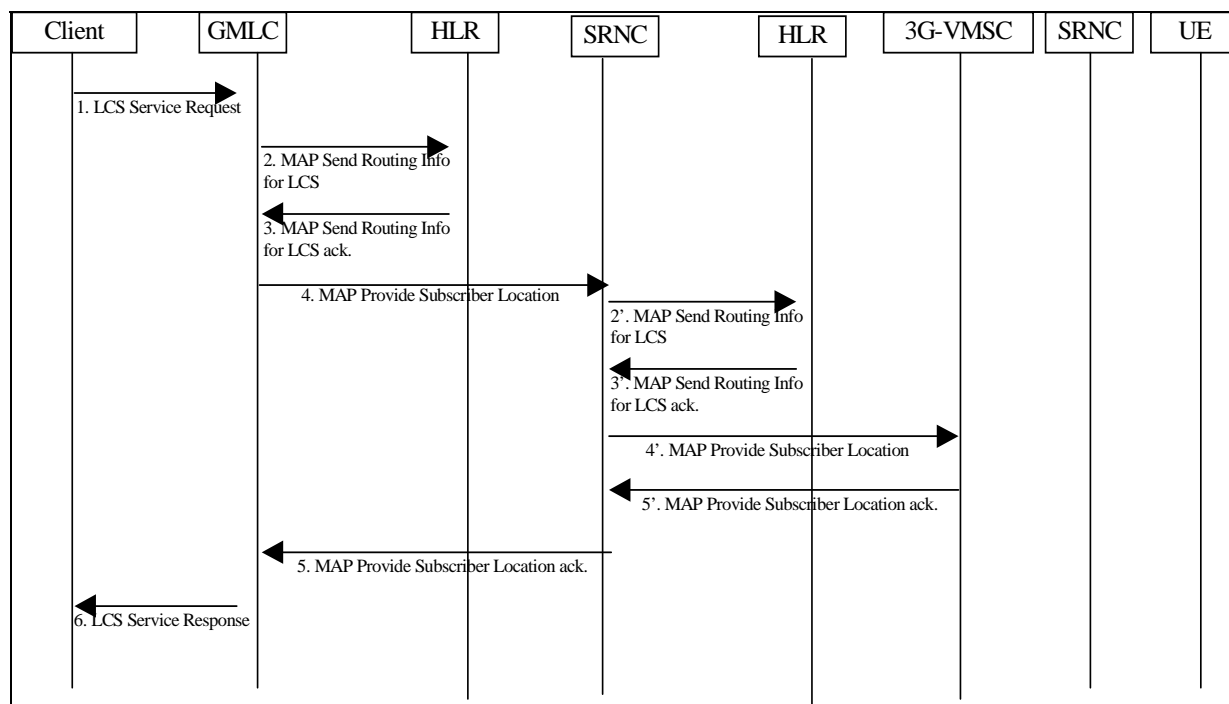 Client
GMLC
HLR
SRNC
HLR
3G-VMSC
SRNC
UE
1. LCS Service Request
2. MAP Send Routing Info
for LCS
3. MAP Send Routing Info
for LCS ack.
4. MAP Provide Subscriber Location
2’. MAP Send Routing Info
for LCS
3’. MAP Send Routing Info
for LCS ack.
4’. MAP Provide Subscriber Location
5’. MAP Provide Subscriber Location ack.
5. MAP Provide Subscriber Location ack.
6. LCS Service Response